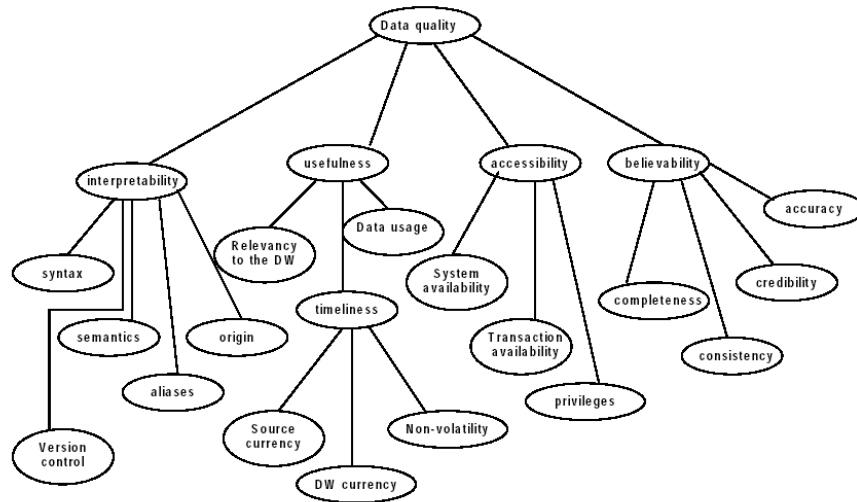 Data quality
interpretability
usefulness
accessibility
believability
syntax
Version
control
semantics
aliases
origin
Relevancy
to the DW
Data usage
timeliness
Source
currency
DW currency
Non-volatility
System
availability
Transaction
availability
privileges
completeness
consistency
credibility
accuracy